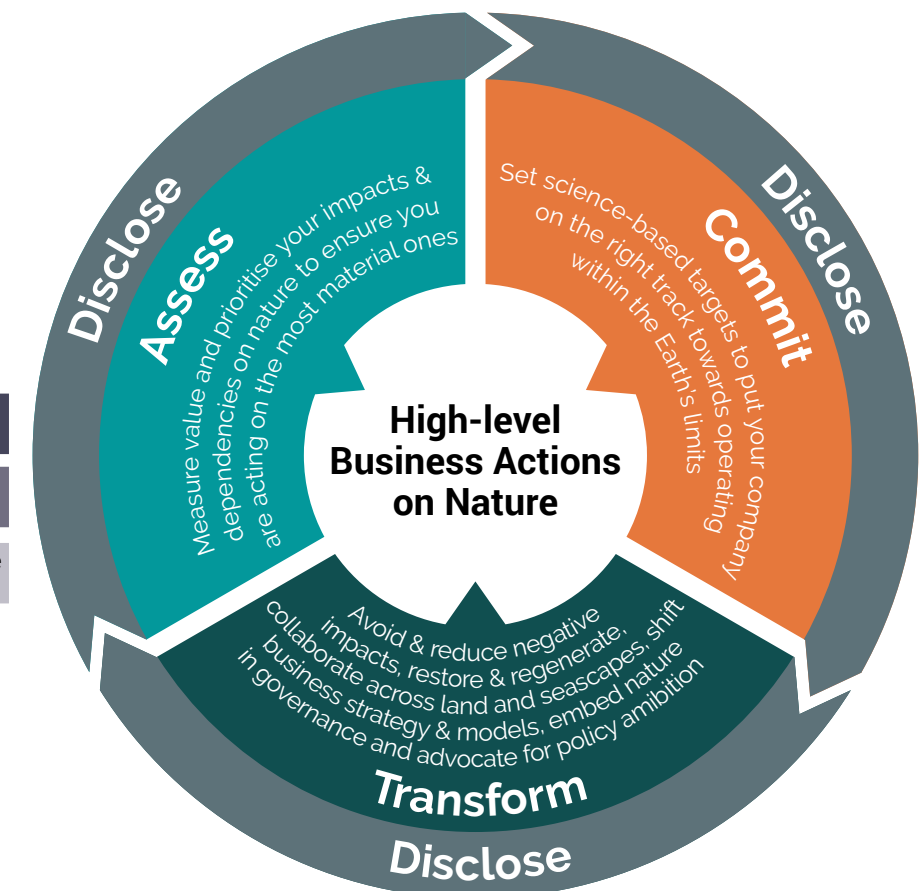 Disclose
Assess
Measure value and prioritise your impacts &
dependencies on nature to ensure you
are acting on the most material ones
Disclose
Commit
Set science-based targets to put your company
on the right track towards operating
within the Earth's limits
High-level
Business Actions
on Nature
Avoid & reduce negative
impacts, restore & regenerate,
collaborate across land and seascapes, shift
business strategy & models, embed nature
in governance and advocate for policy amibition
Transform
Disclose